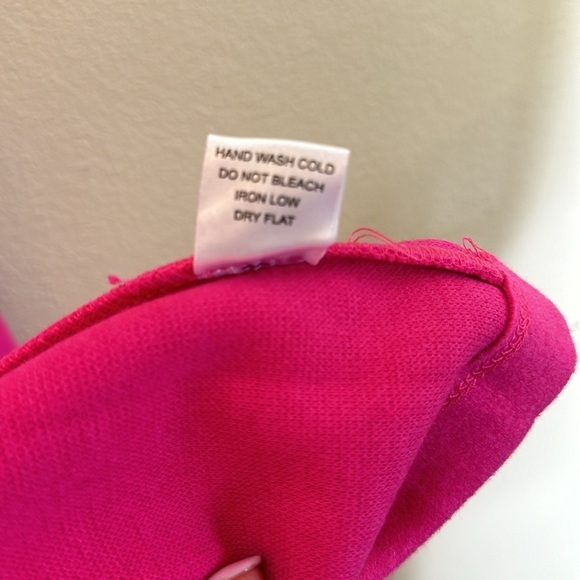 HAND WASH COLD
DO NOT BLEACH
IRON LOW
DRY FLAT